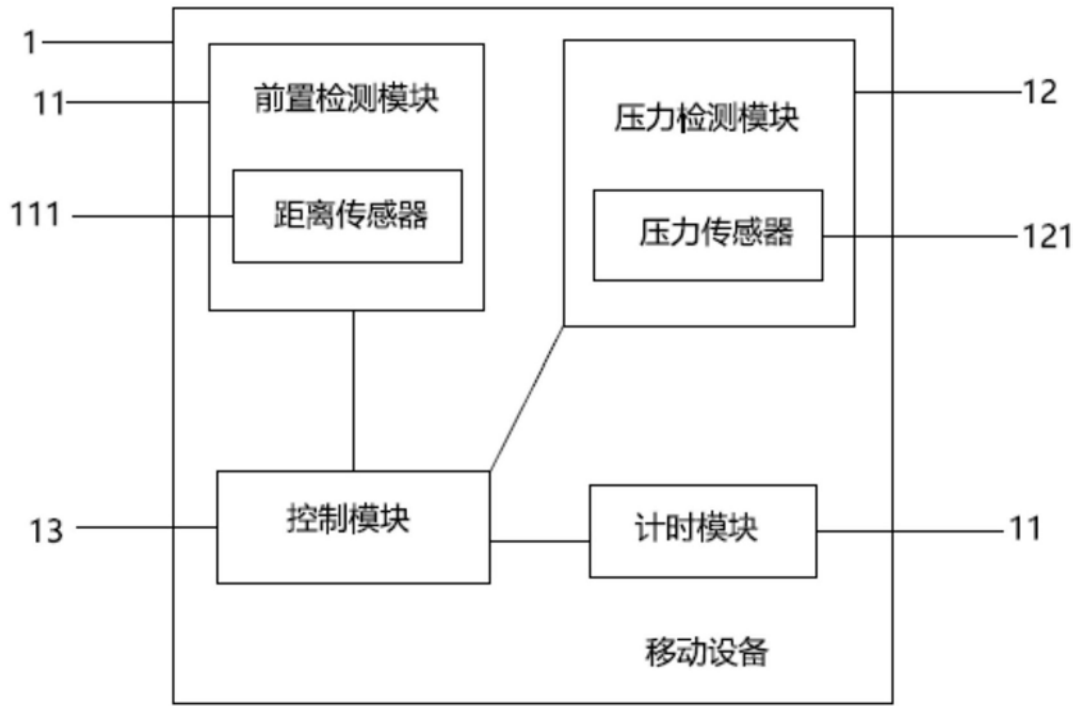 1
11
前置检测模块
12
压力检测模块
111
距离传感器
压力传感器
121
13
控制模块
计时模块
11
移动设备